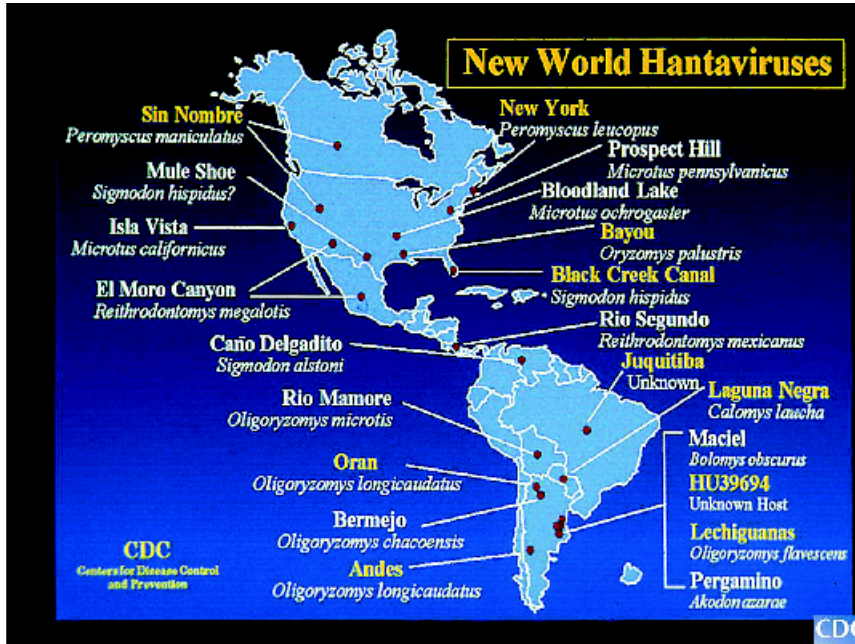 New World Hantaviruses
Sin Nombre
Peromyscus maniculatus
Mule Shoe
Sigmodon hispidus?
Isla Vista
Microtus californicus
El Moro Canyon
Reithrodontomys megalotis
Caño Delgadito
Sigmodon alstoni
Rio Mamore
Oligoryzomys microtis
Oran
Oligoryzomys longicaudatus
Bermejo
Oligoryzomys chacoensis
Andes
Oligoryzomys longicaudatus
New York
Peromyscus leucopus
Prospect Hill
Microtus pennsylvanicus
Bloodland Lake
Microtus ochrogaster
Bayou
Oryzomys palustris
Black Creek Canal
Sigmodon hispidus
Rio Segundo
Reithrodontomys mexicanus
Juquitiba
Unknown
Laguna Negra
Calomys laucha
Maciel
Bolomys obscurus
HU39694
Unknown Host
Lechiguanas
Oligoryzomys flavescens
Pergamino
Akodon azarae
CDC
Centers for Disease Control
and Prevention
CDC